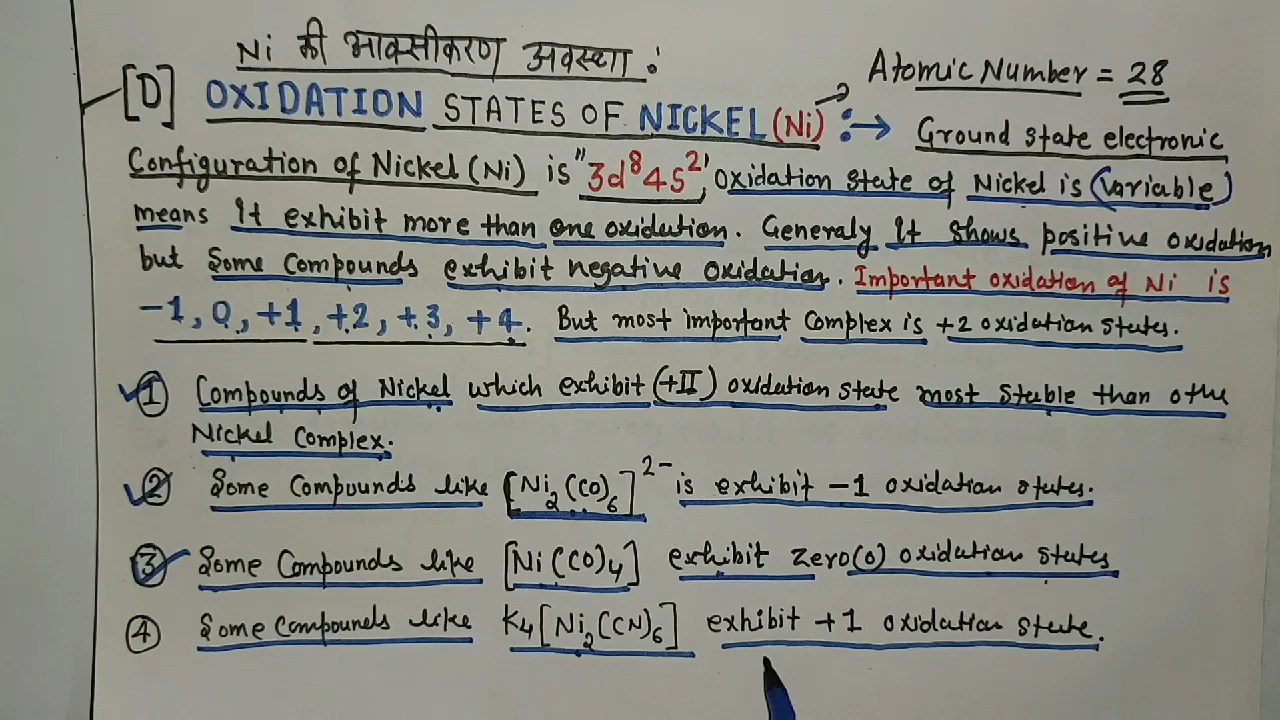 Ni की आक्सीकरण अवस्था :
Atomic Number = 28
[D] OXIDATION STATES OF NICKEL (Ni) :→ Ground state electronic
Configuration of Nickel (Ni) is "3d⁸4s²", Oxidation state of Nickel is (variable)
means It exhibit more than one oxidation. Generaly It shows positive oxidation
but Some Compounds exhibit negative oxidation. Important oxidation of Ni is
-1, 0, +1, +2, +3, +4. But most important Complex is +2 oxidation states.
① Compounds of Nickel which exhibit (+II) oxidation state most stable than othe
Nickel Complex.
② Some Compounds like [Ni₂(CO)₆]²⁻ is exhibit -1 oxidation states.
③ Some Compounds like [Ni(CO)₄] exhibit zero(0) oxidation states
④ Some Compounds like K₄[Ni₂(CN)₆] exhibit +1 oxidation state.